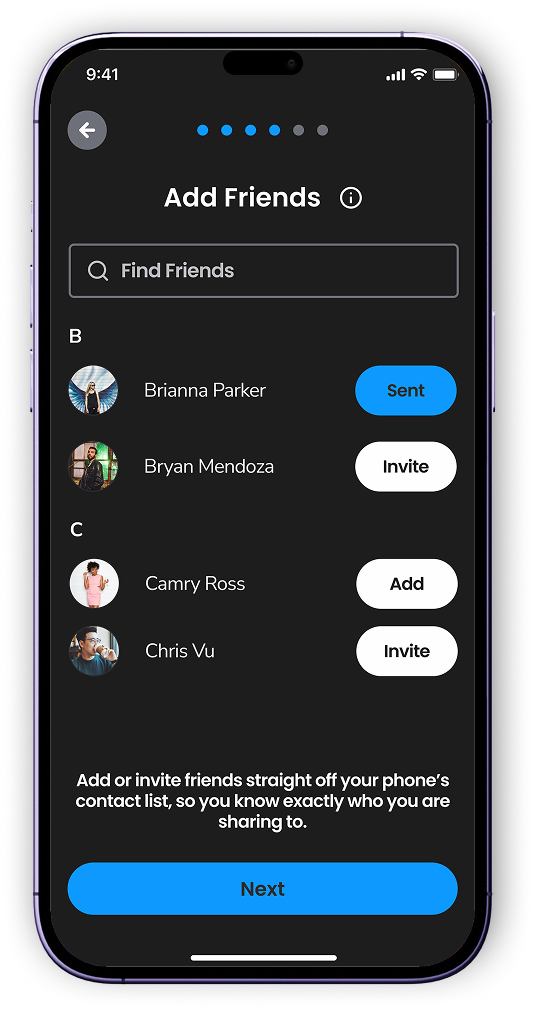 9:41
Add Friends
Find Friends
B
Brianna Parker Sent
Bryan Mendoza Invite
C
Camry Ross Add
Chris Vu Invite
Add or invite friends straight off your phone’s
contact list, so you know exactly who you are
sharing to.
Next